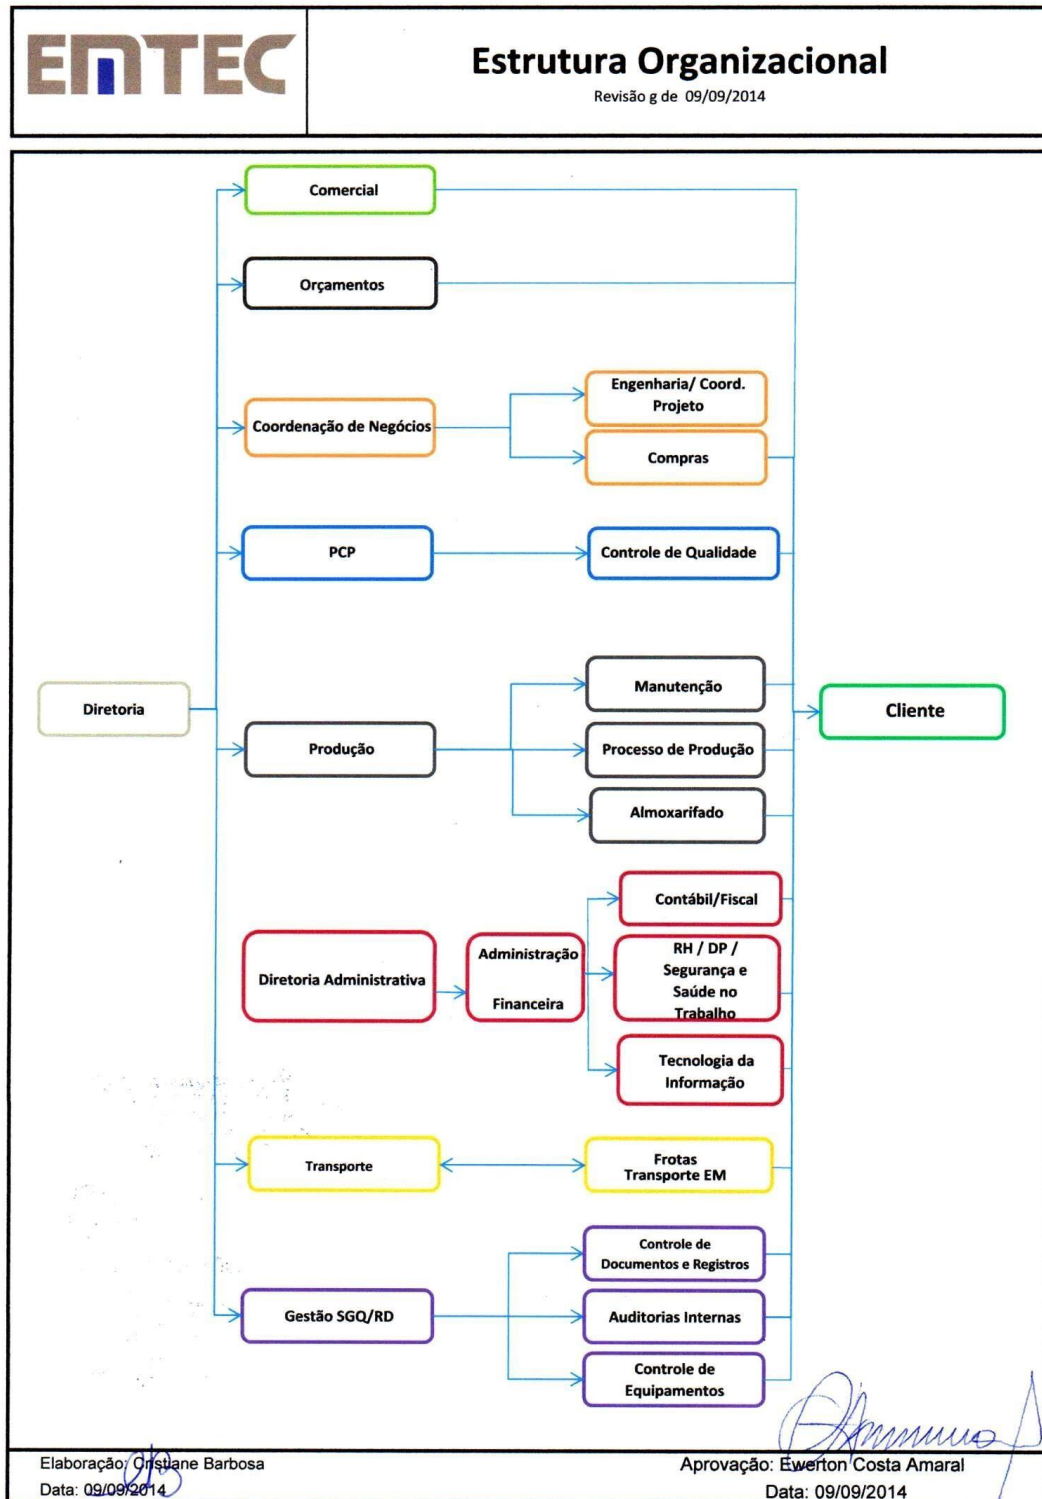 EMTEC
Estrutura Organizacional
Revisão g de 09/09/2014
Comercial
Orçamentos
Coordenação de Negócios
Engenharia/ Coord.
Projeto
Compras
PCP
Controle de Qualidade
Diretoria
Produção
Manutenção
Processo de Produção
Almoxarifado
Cliente
Diretoria Administrativa
Administração
Financeira
Contábil/Fiscal
RH / DP /
Segurança e
Saúde no
Trabalho
Tecnologia da
Informação
Transporte
Frotas
Transporte EM
Gestão SGQ/RD
Controle de
Documentos e Registros
Auditorias Internas
Controle de
Equipamentos
Elaboração: Cristiane Barbosa
Data: 09/09/2014
Aprovação: Ewerton Costa Amaral
Data: 09/09/2014